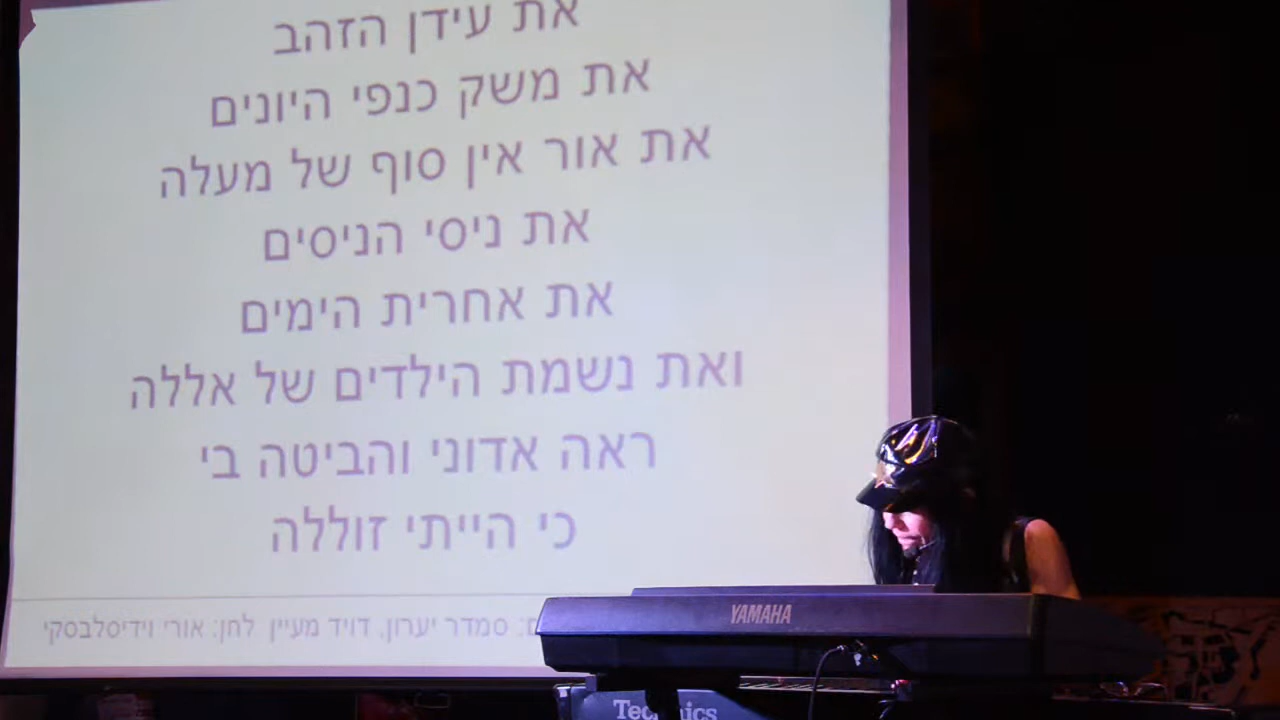 את עידן הזהב
את משק כנפי היונים
את אור אין סוף של מעלה
את ניסי הניסים
את אחרית הימים
ואת נשמת הילדים של אללה
ראה אדוני והביטה בי
כי הייתי זוללה
סמדר יערון, דויד מעיין לחן: אורי וידיסלבסקי
YAMAHA
Technics